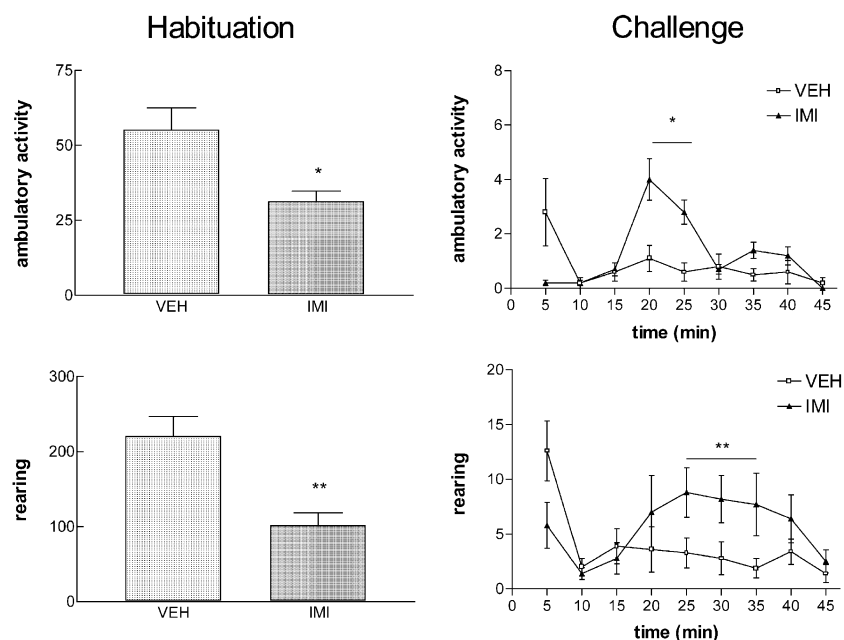 Habituation
Challenge
75
50
25
0
ambulatory activity
*
VEH
IMI
8
6
4
2
0
ambulatory activity
*
VEH
IMI
0 5 10 15 20 25 30 35 40 45
time (min)
300
200
100
0
rearing
**
VEH
IMI
20
15
10
5
0
rearing
**
VEH
IMI
0 5 10 15 20 25 30 35 40 45
time (min)